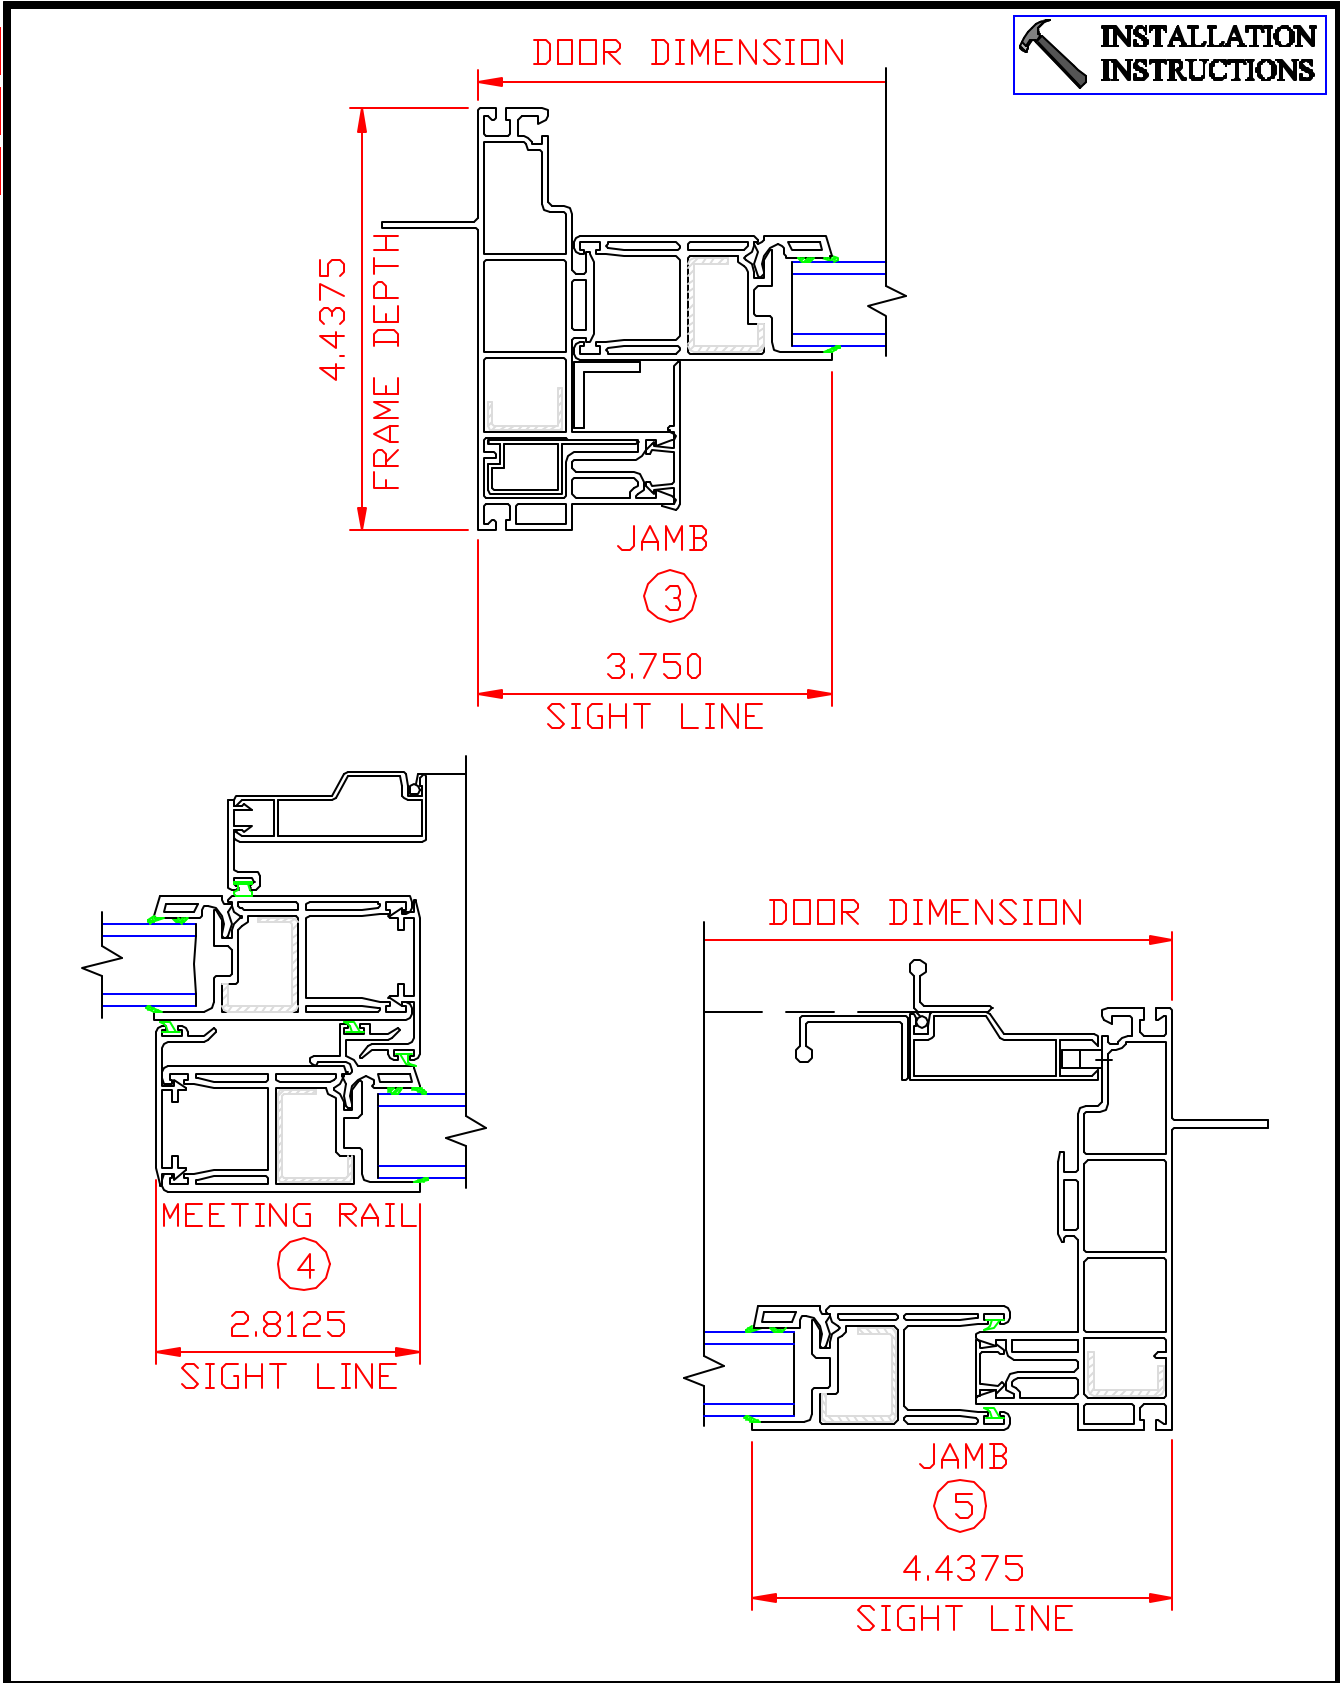 INSTALLATION
INSTRUCTIONS
DOOR DIMENSION
4.4375
FRAME DEPTH
JAMB
3
3.750
SIGHT LINE
MEETING RAIL
4
2.8125
SIGHT LINE
DOOR DIMENSION
JAMB
5
4.4375
SIGHT LINE